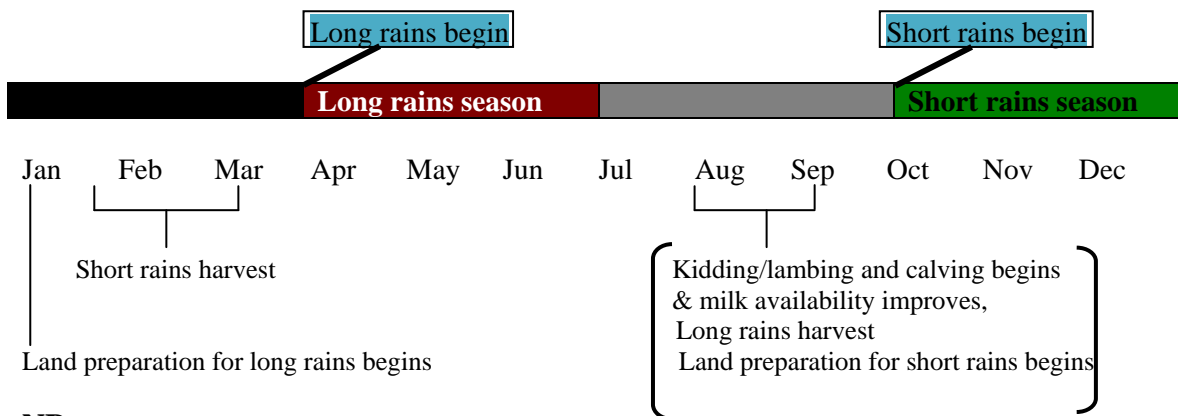 Long rains begin
Short rains begin
Long rains season
Short rains season
Jan Feb Mar Apr May Jun Jul Aug Sep Oct Nov Dec
Short rains harvest
Kidding/lambing and calving begins
& milk availability improves,
Long rains harvest
Land preparation for short rains begins
Land preparation for long rains begins